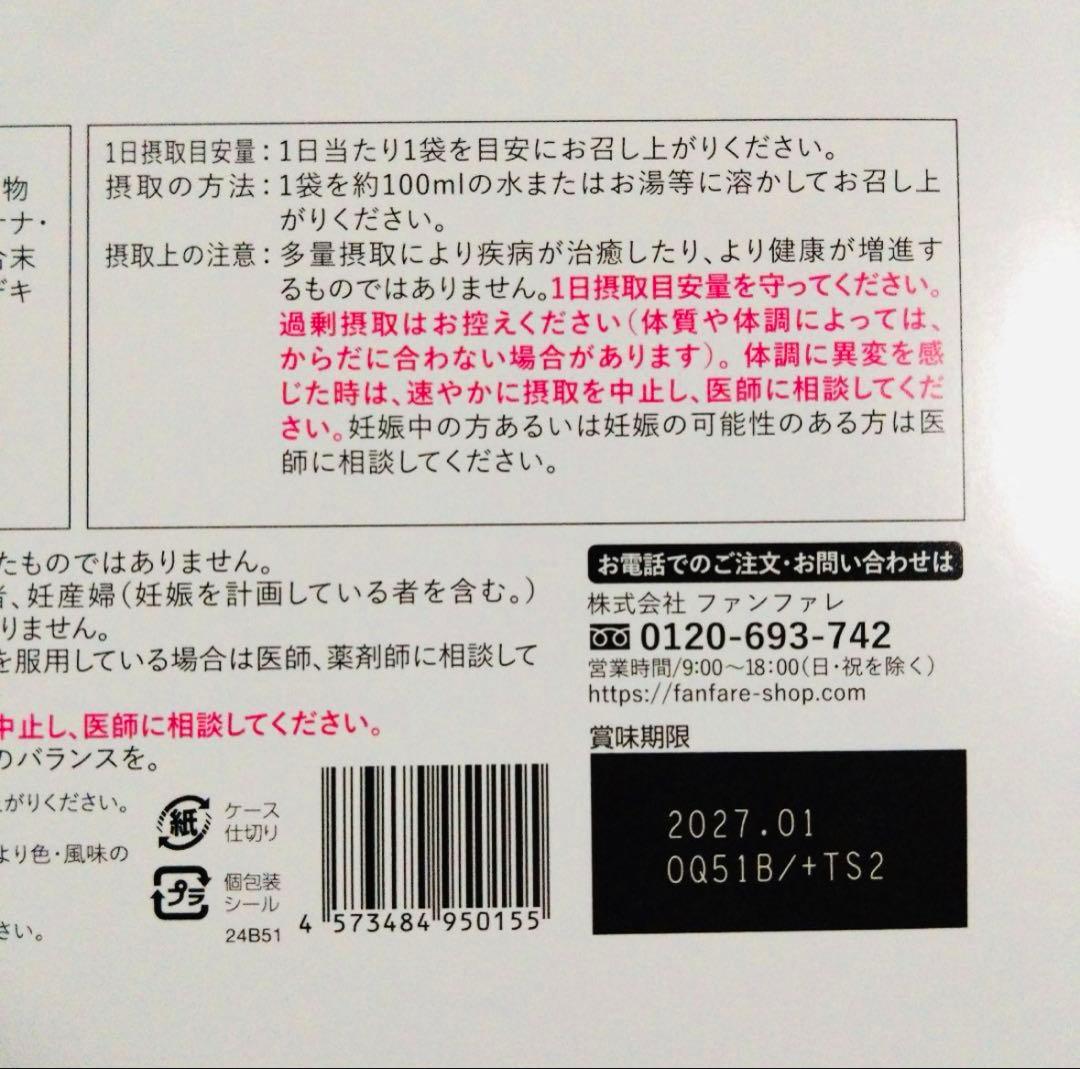 物
ナ・
末
デキ
1日摂取目安量：1日当たり1袋を目安にお召し上がりください。
摂取の方法：1袋を約100mlの水またはお湯等に溶かしてお召し上
がりください。
摂取上の注意：多量摂取により疾病が治癒したり、より健康が増進す
るものではありません。1日摂取目安量を守ってください。
過剰摂取はお控えください（体質や体調によっては、
からだに合わない場合があります）。体調に異変を感
じた時は、速やかに摂取を中止し、医師に相談してくだ
さい。妊娠中の方あるいは妊娠の可能性のある方は医
師に相談してください。
たものではありません。
、妊産婦（妊娠を計画している者を含む。）
りません。
を服用している場合は医師、薬剤師に相談して
中止し、医師に相談してください。
のバランスを。
上がりください。
より色・風味の
さい。
紙
ケース
仕切り
プラ
個包装
シール
24B51
4 573484 950155
お電話でのご注文・お問い合わせは
株式会社 ファンファレ
0120-693-742
営業時間/9:00〜18:00（日・祝を除く）
https://fanfare-shop.com
賞味期限
2027.01
0Q51B/+TS2